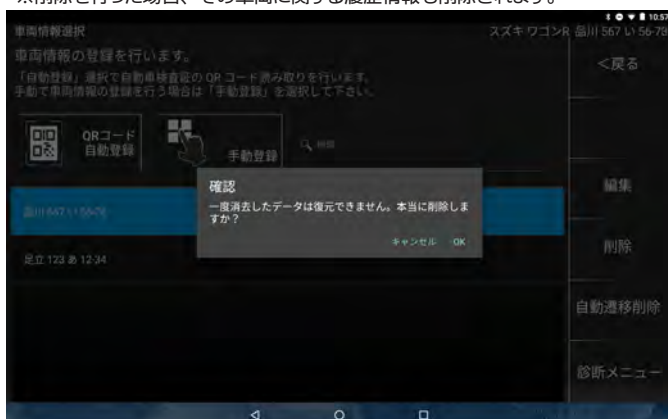 ※削除を行った場合、その車両に関する履歴情報も削除されます。
10:57
車両情報選択
スズキ ワゴンR 品川 567 い 56-78
車両情報の登録を行います。
「自動登録」選択で自動車検査証の QR コード読み取りを行います。
手動で車両情報の登録を行う場合は「手動登録」を選択して下さい。
<戻る
QRコード
自動登録
手動登録
検索
確認
一度消去したデータは復元できません。本当に削除しま
すか?
キャンセル OK
編集
品川 567 い 56-78
削除
足立 123 あ 12-34
自動遷移削除
診断メニュー